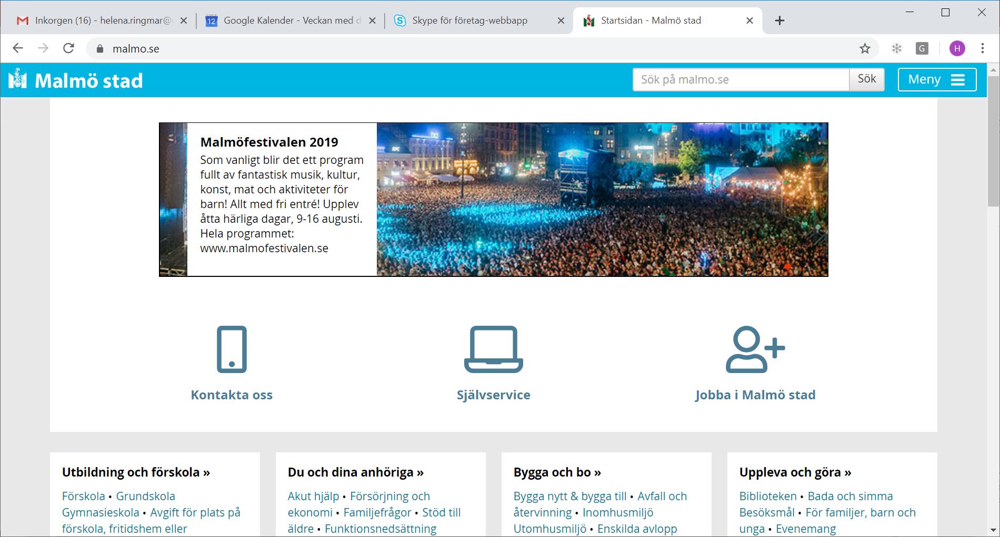 Inkorgen (16) - helena.ringmar@
Google Kalender - Veckan med d
Skype för företag-webbapp
Startsidan - Malmö stad
12
malmo.se
G
H
Malmö stad
Sök på malmo.se
Sök
Meny
Malmöfestivalen 2019
Som vanligt blir det ett program
fullt av fantastisk musik, kultur,
konst, mat och aktiviteter för
barn! Allt med fri entré! Upplev
åtta härliga dagar, 9-16 augusti.
Hela programmet:
www.malmofestivalen.se
Kontakta oss
Självservice
Jobba i Malmö stad
Utbildning och förskola »
Förskola • Grundskola
Gymnasieskola • Avgift för plats på
förskola, fritidshem eller
Du och dina anhöriga »
Akut hjälp • Försörjning och
ekonomi • Familjefrågor • Stöd till
äldre • Funktionsnedsättning
Bygga och bo »
Bygga nytt & bygga till • Avfall och
återvinning • Inomhusmiljö
Utomhusmiljö • Enskilda avlopp
Uppleva och göra »
Biblioteken • Bada och simma
Besöksmål • För familjer, barn och
unga • Evenemang